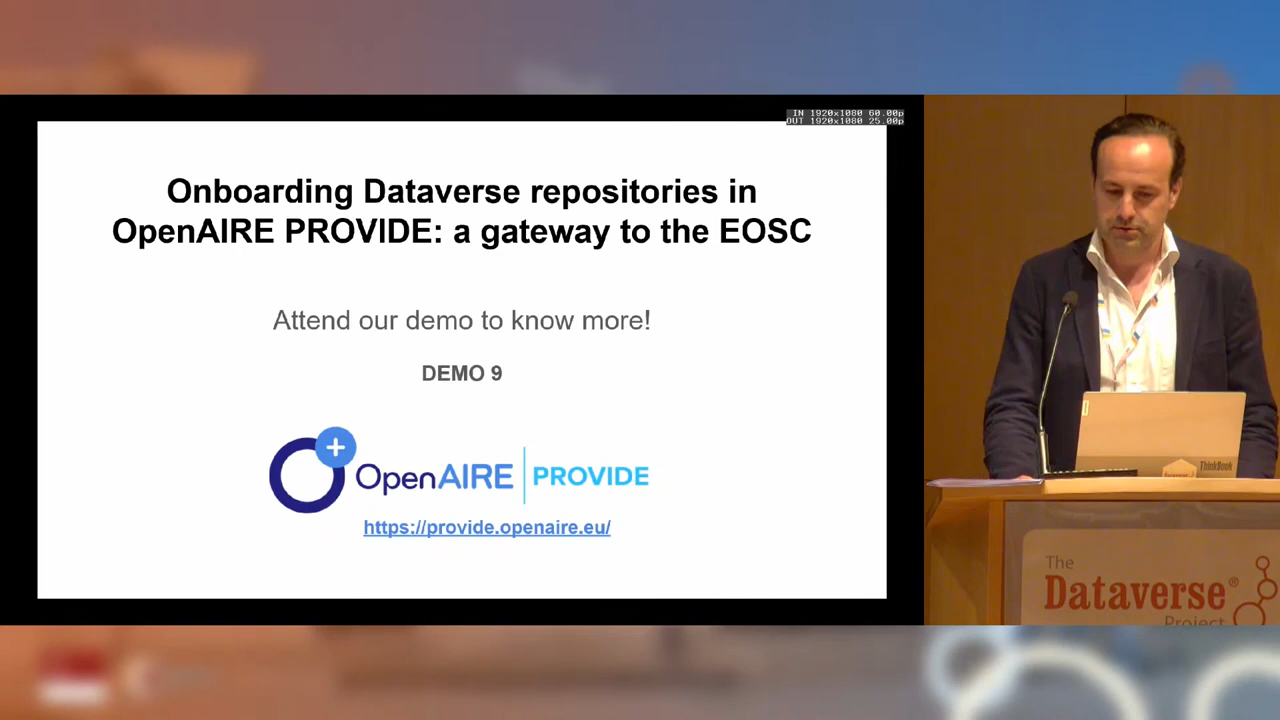 IN 1920x1080 60.00p
OUT 1920x1080 25.00p
Onboarding Dataverse repositories in
OpenAIRE PROVIDE: a gateway to the EOSC
Attend our demo to know more!
DEMO 9
OpenAIRE | PROVIDE
https://provide.openaire.eu/
ThinkBook
The
Dataverse®
Project